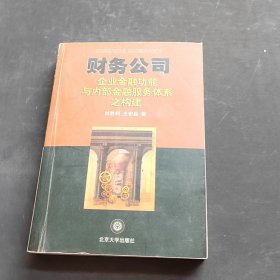 财务公司
企业金融功能
与内部金融服务体系
之构建
著
北京大学出版社